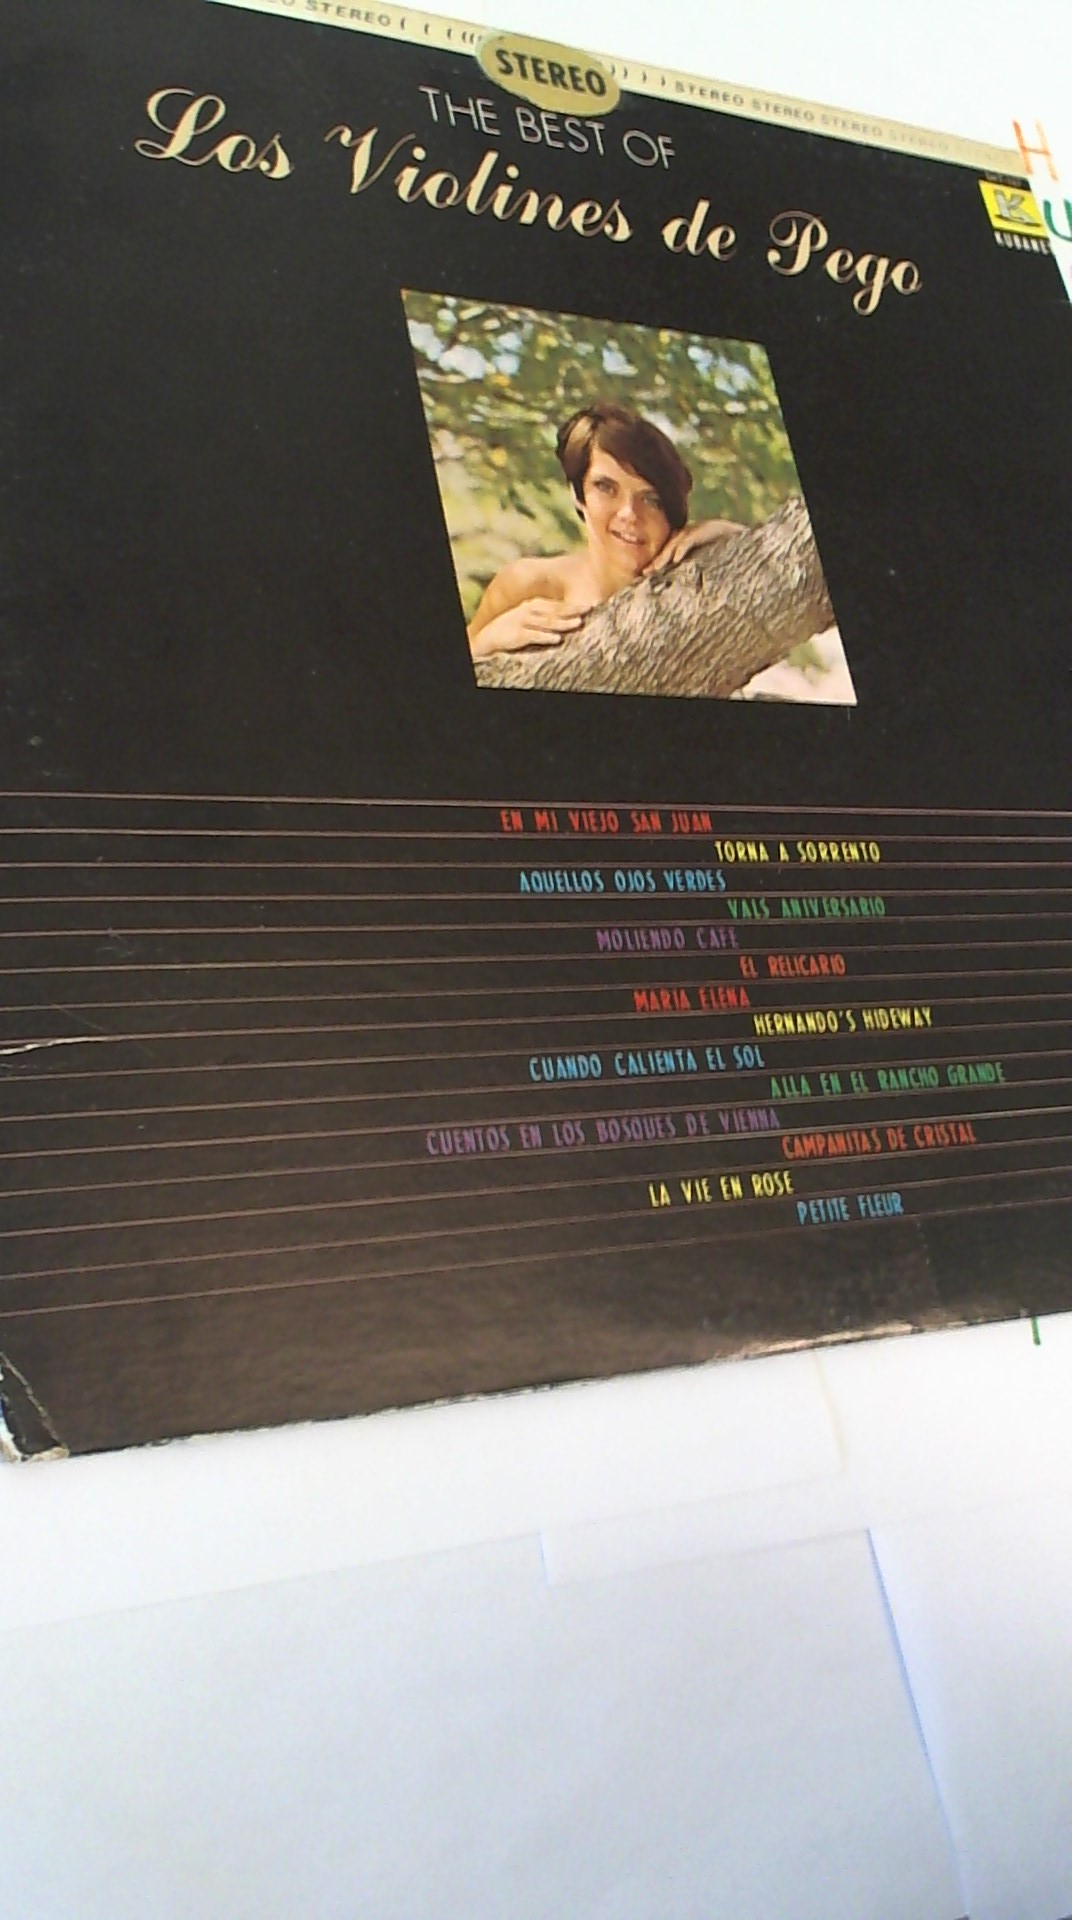 STEREO STEREO STEREO STEREO STEREO STEREO
THE BEST OF
Los Violines de Pego
K
H
U
EN MI VIEJO SAN JUAN
TORNA A SORRENTO
AQUELLOS OJOS VERDES
VALS ANIVERSARIO
MOLIENDO CAFE
EL RELICARIO
MARIA ELENA
HERNANDO'S HIDEWAY
CUANDO CALIENTA EL SOL
ALLA EN EL RANCHO GRANDE
CUENTOS EN LOS BOSQUES DE VIENNA
CAMPANITAS DE CRISTAL
LA VIE EN ROSE
PETITE FLEUR